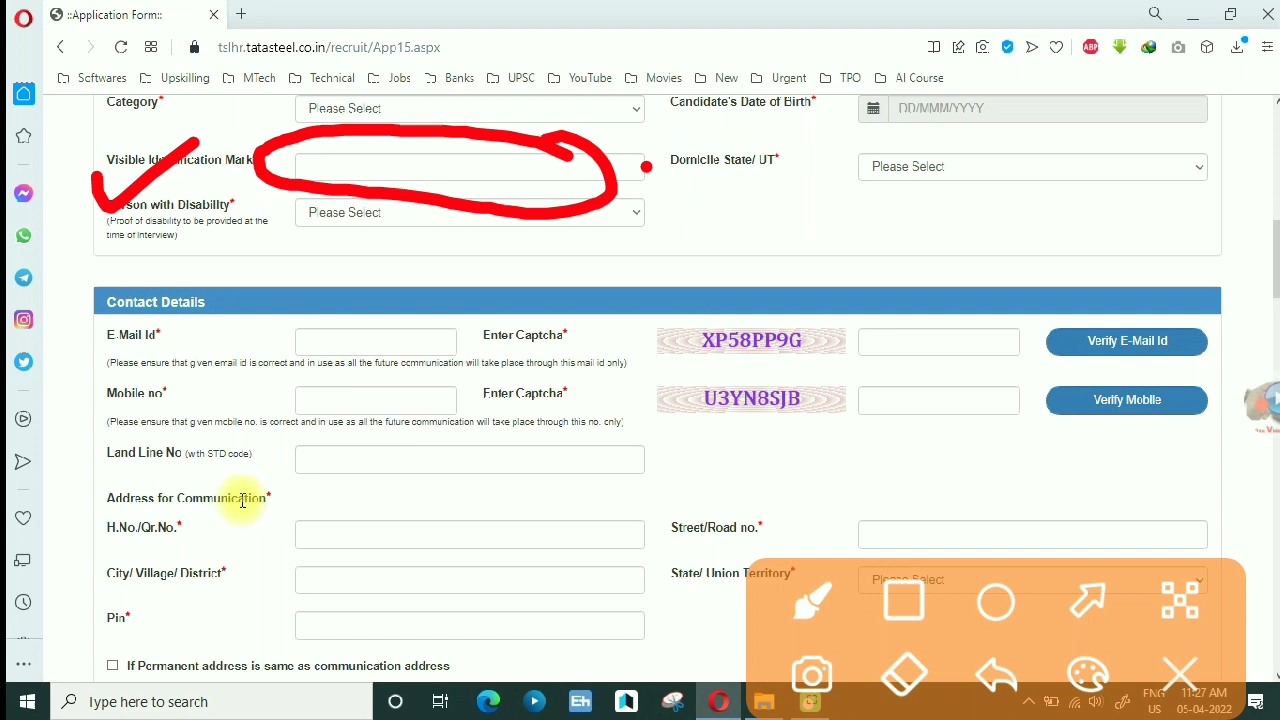 ::Application Form::
tslhr.tatasteel.co.in/recruit/App15.aspx
ABP
Softwares Upskilling MTech Technical Jobs Banks UPSC YouTube Movies New Urgent TPO AI Course
Category* Please Select Candidate's Date of Birth* DD/MMM/YYYY
Visible Identification Mark Domicile State/ UT* Please Select
Person with Disability* Please Select
(Proof of disability to be provided at the
time of Interview)
Contact Details
E-Mail Id* Enter Captcha* XP58PP9G Verify E-Mail Id
(Please ensure that given email id is correct and in use as all the future communication will take place through this mail id only)
Mobile no* Enter Captcha* U3YN8SJB Verify Mobile
(Please ensure that given mobile no. is correct and in use as all the future communication will take place through this no. only)
Land Line No (with STD code)
Address for Communication*
H.No./Qr.No.* Street/Road no.*
City/ Village/ District* State/ Union Territory* Please Select
Pin*
If Permanent address is same as communication address
Type here to search
Eh
ENG 11:27 AM
US 05-04-2022